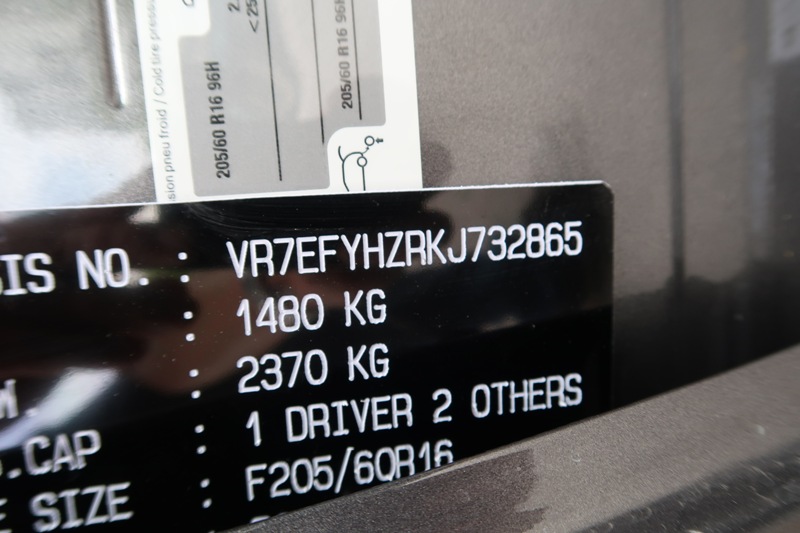 sion pneu froid / Cold tire pressu
205/60 R16 96H
205/60 R16 96H
SIS NO. : VR7EFYHZRKJ732865
: 1480 KG
W. : 2370 KG
.CAP : 1 DRIVER 2 OTHERS
E SIZE : F205/60R16